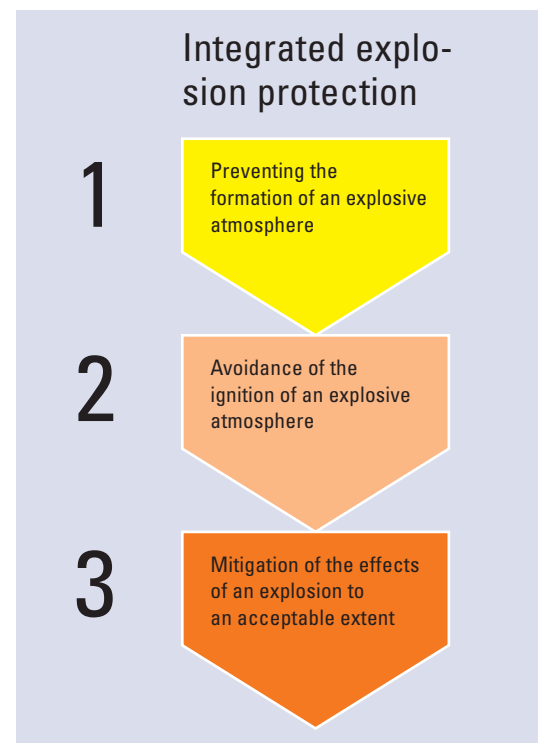 Integrated explo-
sion protection
1
Preventing the
formation of an explosive
atmosphere
2
Avoidance of the
ignition of an explosive
atmosphere
3
Mitigation of the effects
of an explosion to
an acceptable extent